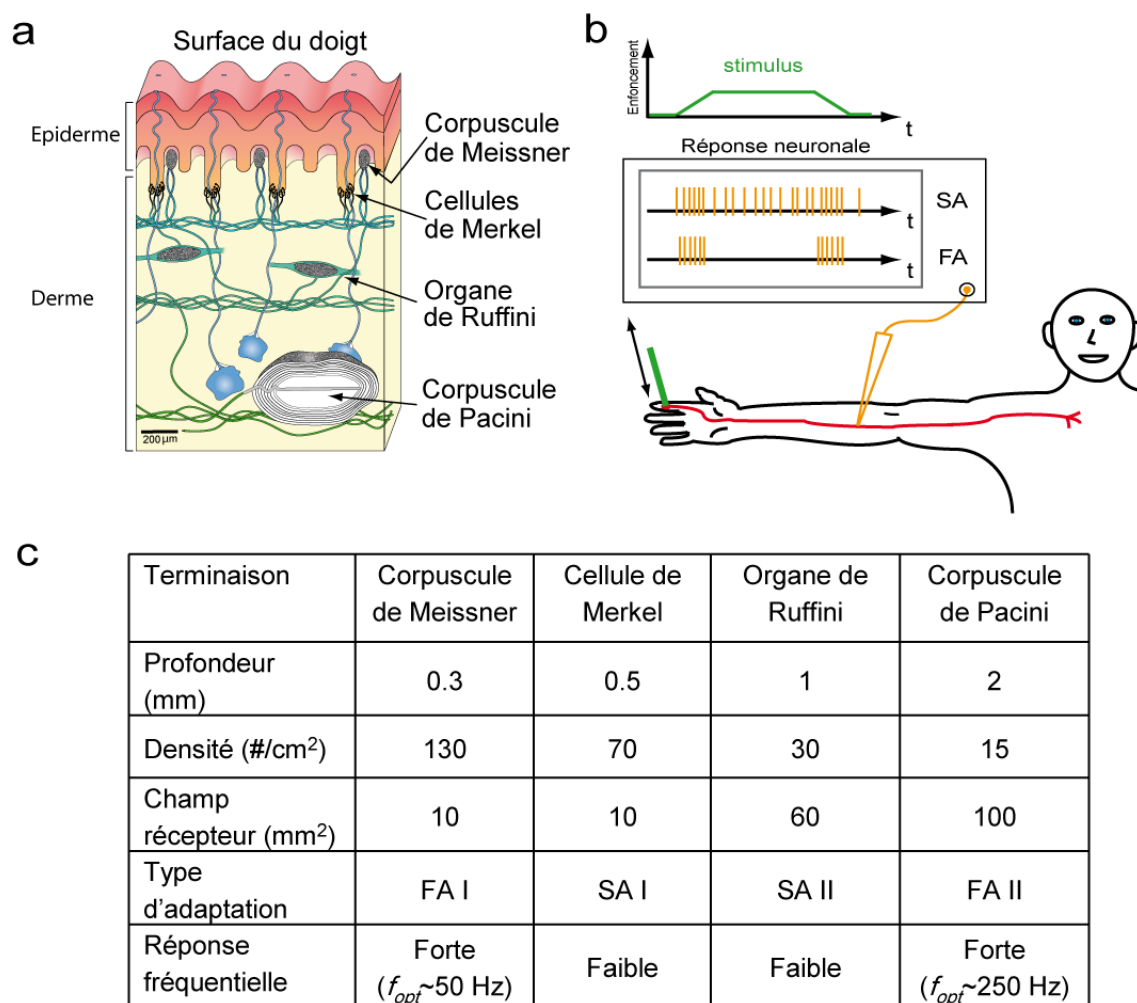 a
Surface du doigt
Epiderme
Derme
Corpuscule
de Meissner
Cellules
de Merkel
Organe
de Ruffini
Corpuscule
de Pacini
200 µm
b
Enfoncement
stimulus
t
Réponse neuronale
SA
t
FA
t
c
Terminaison
Corpuscule
de Meissner
Cellule de
Merkel
Organe de
Ruffini
Corpuscule
de Pacini
Profondeur
(mm)
0.3
0.5
1
2
Densité (#/cm²)
130
70
30
15
Champ
récepteur (mm²)
10
10
60
100
Type
d'adaptation
FA I
SA I
SA II
FA II
Réponse
fréquentielle
Forte
(fopt~50 Hz)
Faible
Faible
Forte
(fopt~250 Hz)